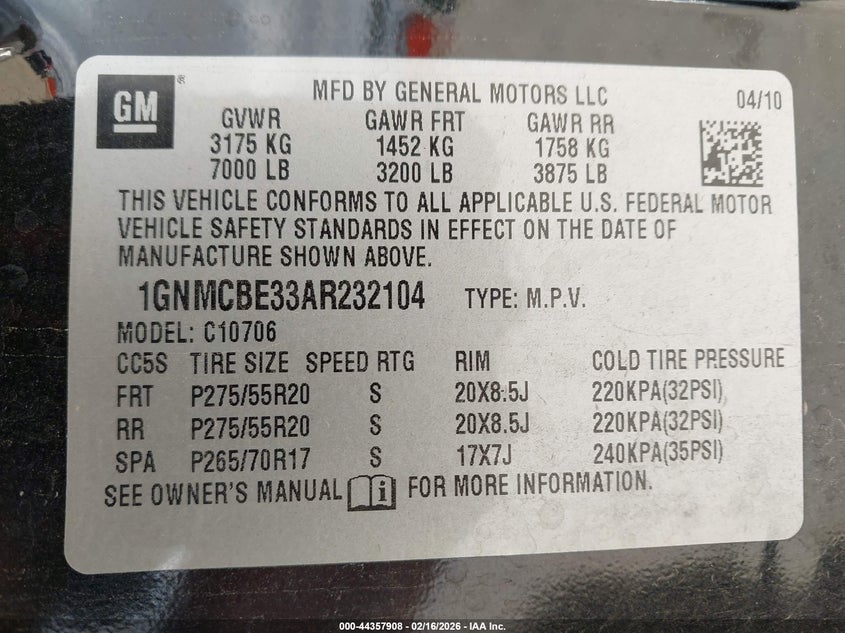 GM ®
MFD BY GENERAL MOTORS LLC 04/10
GVWR GAWR FRT GAWR RR
3175 KG 1452 KG 1758 KG
7000 LB 3200 LB 3875 LB
THIS VEHICLE CONFORMS TO ALL APPLICABLE U.S. FEDERAL MOTOR
VEHICLE SAFETY STANDARDS IN EFFECT ON THE DATE OF
MANUFACTURE SHOWN ABOVE.
1GNMCBE33AR232104 TYPE: M.P.V.
MODEL: C10706
CC5S TIRE SIZE SPEED RTG RIM COLD TIRE PRESSURE
FRT P275/55R20 S 20X8.5J 220KPA(32PSI)
RR P275/55R20 S 20X8.5J 220KPA(32PSI)
SPA P265/70R17 S 17X7J 240KPA(35PSI)
SEE OWNER'S MANUAL i FOR MORE INFORMATION.
000-44357908 - 02/16/2026 - IAA Inc.